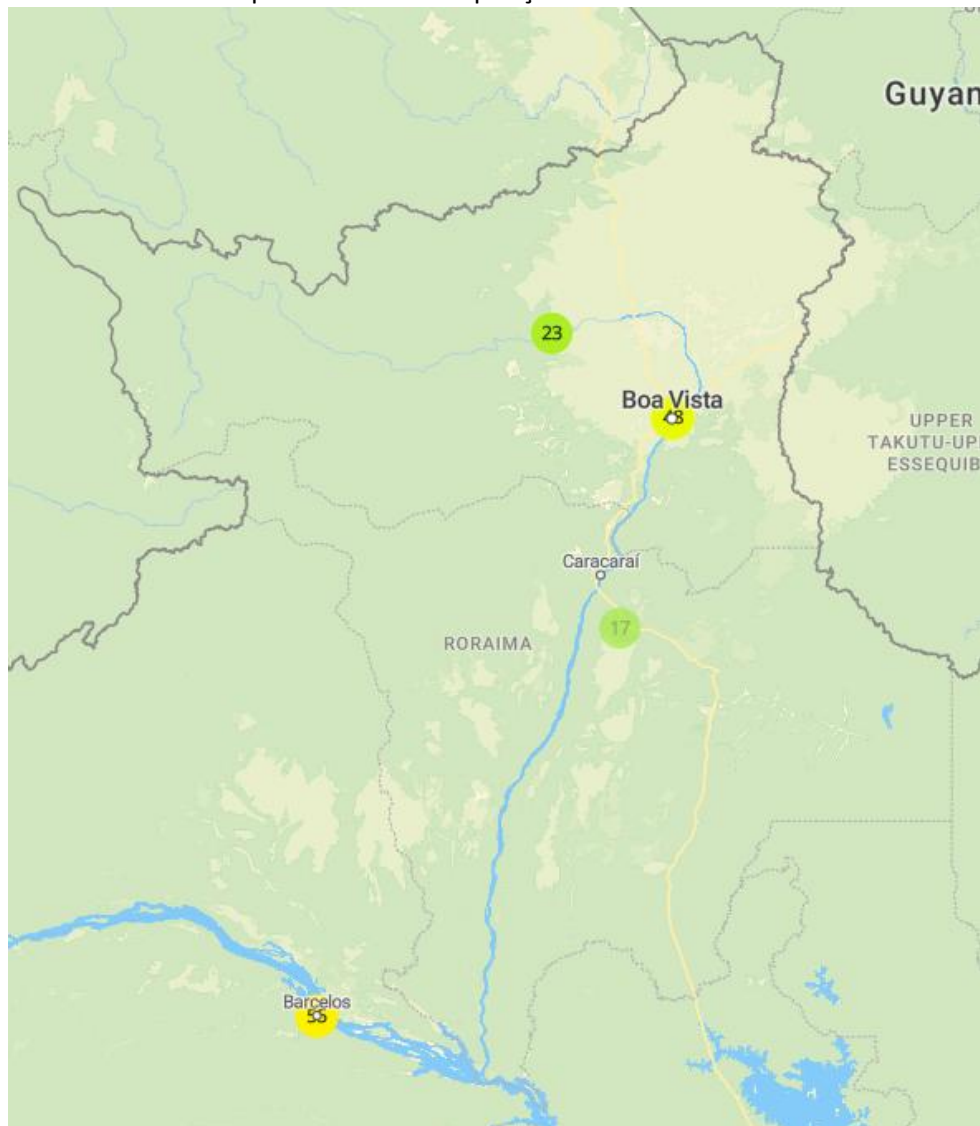 Guyan
23
Boa Vista
UPPER
TAKUTU-UP
ESSEQUIB
Caracaraí
17
RORAIMA
Barcelos